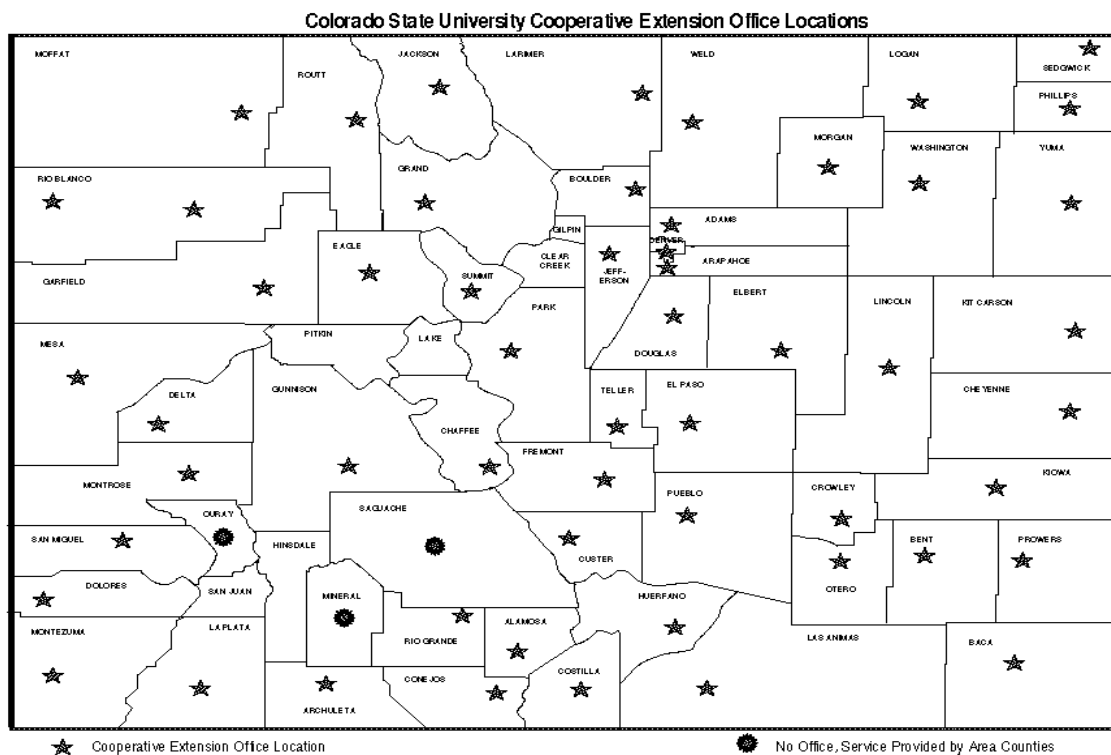 Colorado State University Cooperative Extension Office Locations
MOFFAT
ROUTT
JACKSON
LARIMER
WELD
LOGAN
SEDGWICK
PHILLIPS
MORGAN
WASHINGTON
YUMA
RIO BLANCO
GRAND
BOULDER
GILPIN
ADAMS
DENVER
EAGLE
CLEAR
CREEK
JEFF-
ERSON
ARAPAHOE
GARFIELD
SUMMIT
PARK
ELBERT
LINCOLN
KIT CARSON
MESA
PITKIN
LAKE
DOUGLAS
DELTA
GUNNISON
TELLER
EL PASO
CHEYENNE
CHAFFEE
FREMONT
MONTROSE
KIOWA
CROWLEY
PUEBLO
OURAY
SAGUACHE
SAN MIGUEL
HINSDALE
CUSTER
BENT
PROWERS
DOLORES
SAN JUAN
MINERAL
HUERFANO
OTERO
MONTEZUMA
LA PLATA
RIO GRANDE
ALAMOSA
LAS ANIMAS
BACA
CONEJOS
COSTILLA
ARCHULETA
Cooperative Extension Office Location
No Office, Service Provided by Area Counties